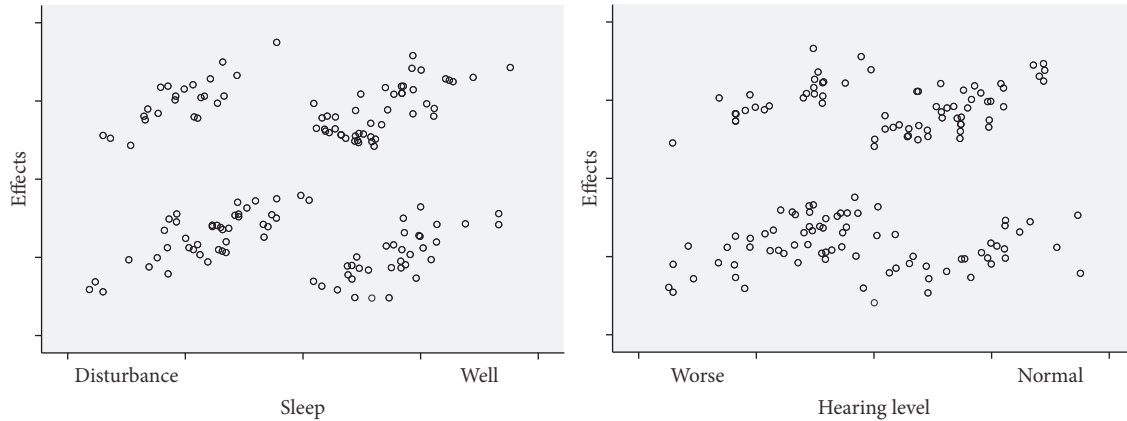 Effects
Disturbance
Well
Sleep
Effects
Worse
Normal
Hearing level